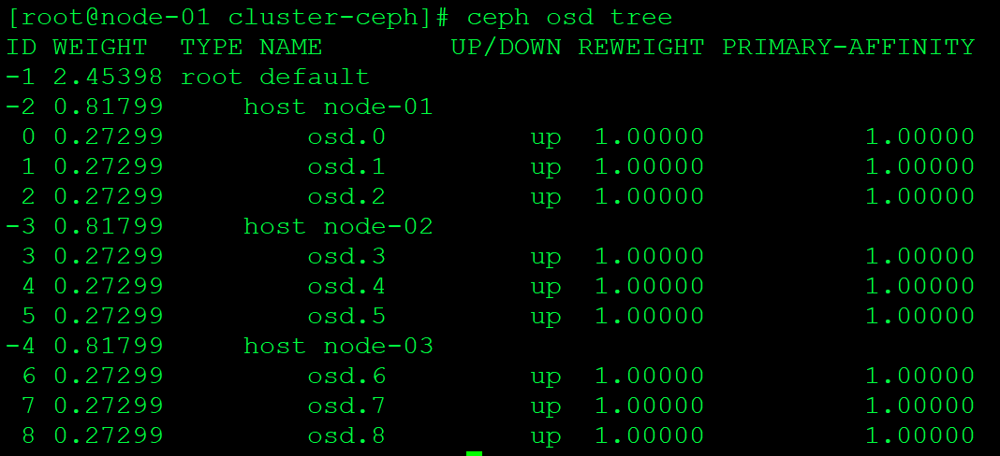 [root@node-01 cluster-ceph]# ceph osd tree
ID WEIGHT  TYPE NAME        UP/DOWN REWEIGHT PRIMARY-AFFINITY
-1 2.45398 root default
-2 0.81799     host node-01
 0 0.27299         osd.0         up  1.00000          1.00000
 1 0.27299         osd.1         up  1.00000          1.00000
 2 0.27299         osd.2         up  1.00000          1.00000
-3 0.81799     host node-02
 3 0.27299         osd.3         up  1.00000          1.00000
 4 0.27299         osd.4         up  1.00000          1.00000
 5 0.27299         osd.5         up  1.00000          1.00000
-4 0.81799     host node-03
 6 0.27299         osd.6         up  1.00000          1.00000
 7 0.27299         osd.7         up  1.00000          1.00000
 8 0.27299         osd.8         up  1.00000          1.00000